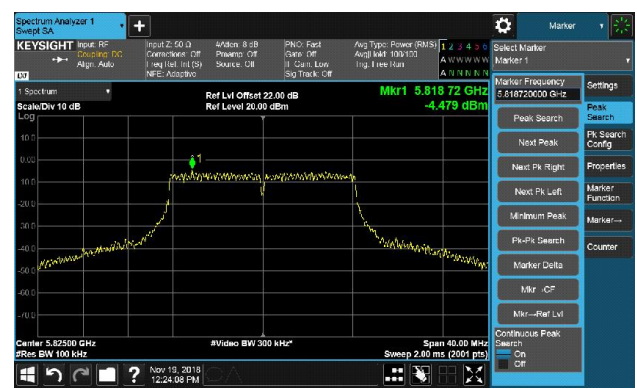 Spectrum Analyzer 1
Swept SA
Marker
KEYSIGHT
Input: RF
Coupling: DC
Align: Auto
Input Z: 50 Ω
Corrections: Off
Freq Ref: Int (S)
NFE: Adaptive
#Atten: 8 dB
Preamp: Off
Source: Off
PNO: Fast
Gate: Off
IF Gain: Low
Sig Track: Off
Avg Type: Power (RMS)
Avg|Hold: 100/100
Trig: Free Run
1 2 3 4 5 6
A W W W W W
A N N N N N
Select Marker
Marker 1
1 Spectrum
Scale/Div 10 dB
Log
Ref Lvl Offset 22.00 dB
Ref Level 20.00 dBm
Mkr1 5.818 72 GHz
-4.479 dBm
Marker Frequency
5.818720000 GHz
Settings
Peak Search
Peak
Search
Next Peak
Pk Search
Config
Next Pk Right
Properties
Next Pk Left
Marker
Function
Minimum Peak
Marker→
Pk-Pk Search
Counter
Marker Delta
Mkr→CF
Mkr→Ref Lvl
Continuous Peak
Search
On
Off
10.0
0.00
1
-10.0
-20.0
-30.0
-40.0
-50.0
-60.0
-70.0
Center 5.82500 GHz
#Res BW 100 kHz
#Video BW 300 kHz*
Span 40.00 MHz
Sweep 2.00 ms (2001 pts)
?
Nov 19, 2018
12:24:08 PM